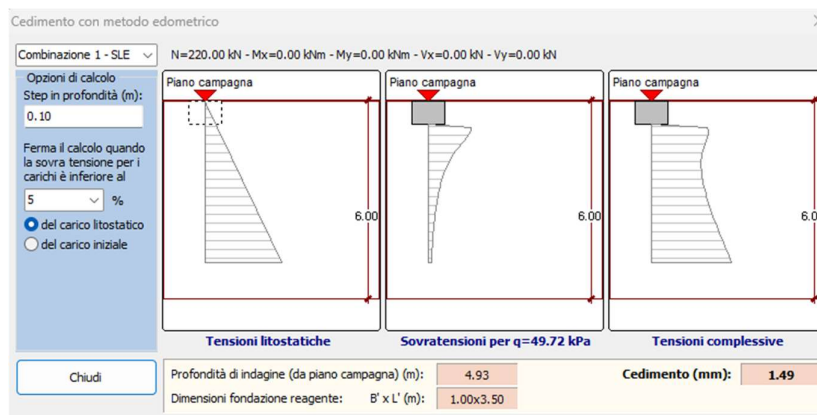 Cedimento con metodo edometrico
Combinazione 1 - SLE
N=220.00 kN - Mx=0.00 kNm - My=0.00 kNm - Vx=0.00 kN - Vy=0.00 kN
Opzioni di calcolo
Step in profondità (m):
0.10
Ferma il calcolo quando
la sovra tensione per i
carichi è inferiore al
5 %
del carico litostatico
del carico iniziale
Chiudi
Piano campagna
6.00
Tensioni litostatiche
Piano campagna
6.00
Sovratensioni per q=49.72 kPa
Piano campagna
6.0
Tensioni complessive
Profondità di indagine (da piano campagna) (m): 4.93
Cedimento (mm): 1.49
Dimensioni fondazione reagente: B' x L' (m): 1.00x3.50